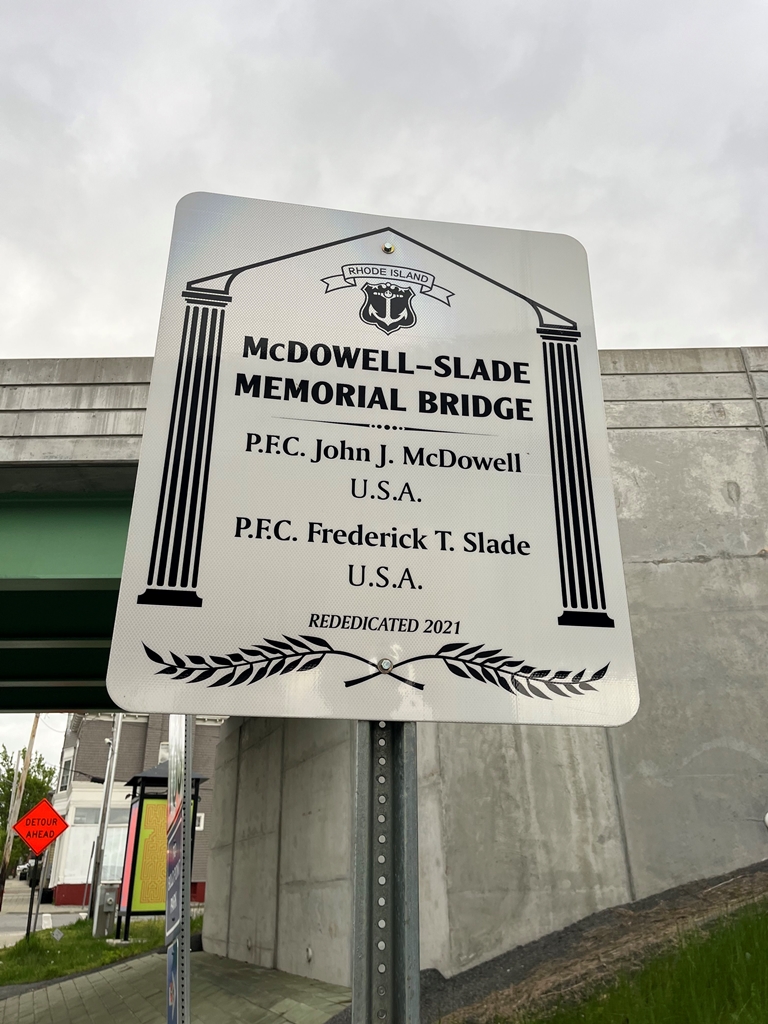 RHODE ISLAND
McDOWELL–SLADE
MEMORIAL BRIDGE
P.F.C. John J. McDowell
U.S.A.
P.F.C. Frederick T. Slade
U.S.A.
REDEDICATED 2021
DETOUR
AHEAD